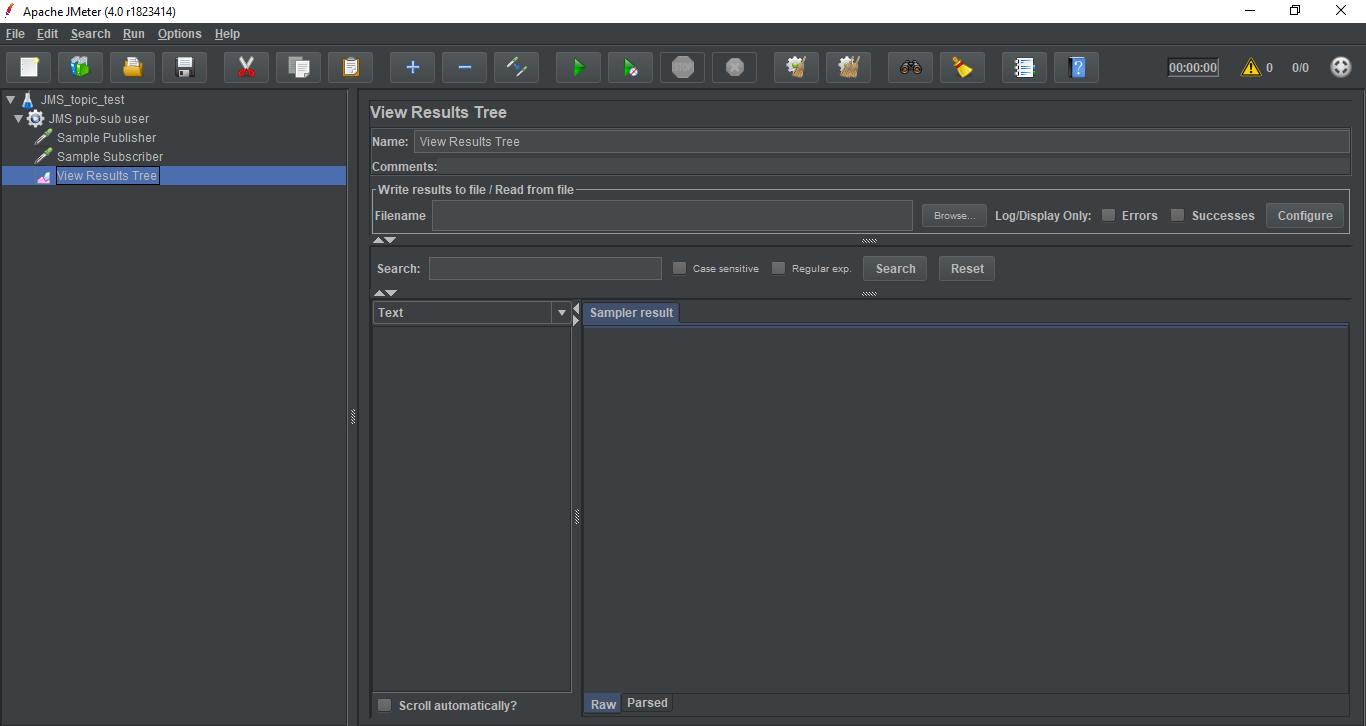 Apache JMeter (4.0 r1823414)
File Edit Search Run Options Help
STOP
?
00:00:00 0 0/0
JMS_topic_test
JMS pub-sub user
Sample Publisher
Sample Subscriber
View Results Tree
View Results Tree
Name: View Results Tree
Comments:
Write results to file / Read from file
Filename Browse... Log/Display Only: Errors Successes Configure
Search: Case sensitive Regular exp. Search Reset
Text Sampler result
Scroll automatically? Raw Parsed